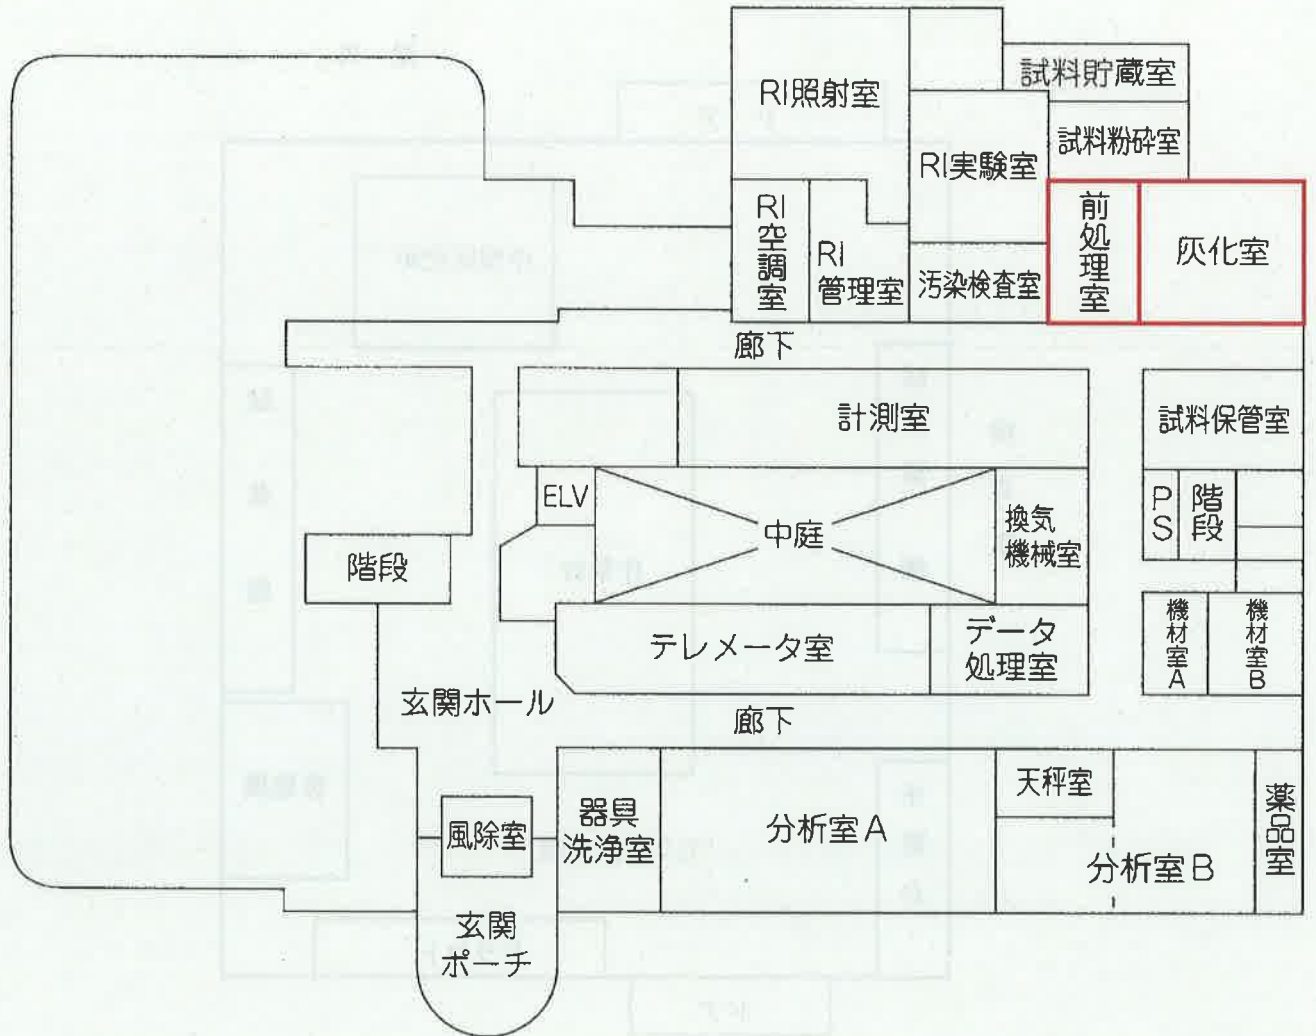 RI照射室
試料貯蔵室
試料粉砕室
RI実験室
RI空調室
RI
管理室
汚染検査室
前処理室
灰化室
廊下
計測室
試料保管室
ELV
中庭
換気
機械室
PS
階段
階段
テレメータ室
データ
処理室
機材室A
機材室B
玄関ホール
廊下
風除室
器具
洗浄室
分析室A
天秤室
分析室B
薬品室
玄関
ポーチ